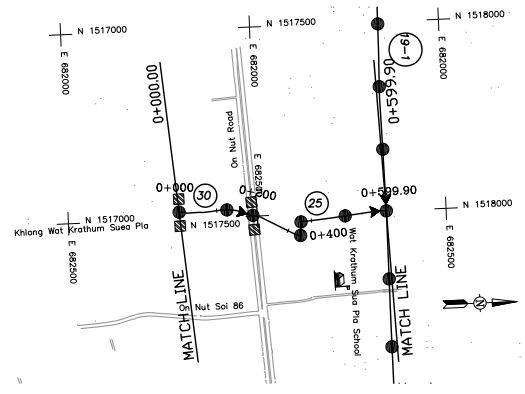 N 1517000
N 1517500
N 1518000
E 682000
E 682000
E 682000
0+000.00
19-1
0+599.90
On Nut Road
0+000
30
E 682500
25
0+599.90
N 1517000
N 1517500
N 1518000
Khlong Wat Krathum Suea Pla
0+400
E 682500
E 682500
Wat Krathum Sua Pla School
On Nut Soi 86
MATCH LINE
MATCH LINE
N